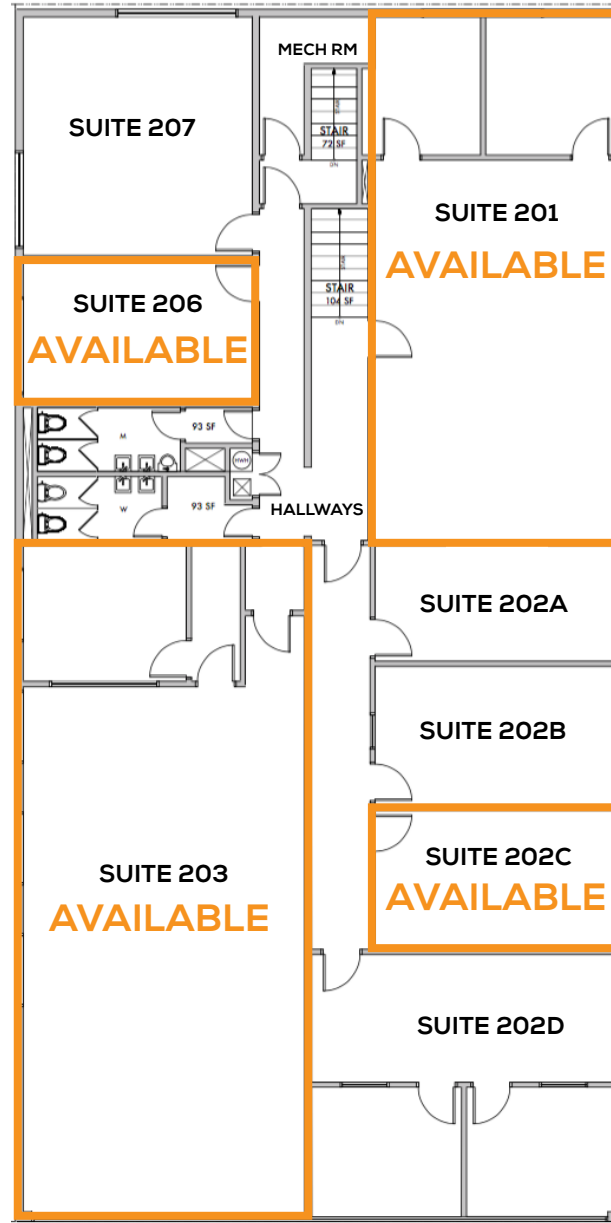 MECH RM
SUITE 207
STAIR
72 SF
SUITE 201
AVAILABLE
SUITE 206
AVAILABLE
STAIR
104 SF
M
93 SF
HWH
W
93 SF
HALLWAYS
SUITE 202A
SUITE 202B
SUITE 203
AVAILABLE
SUITE 202C
AVAILABLE
SUITE 202D